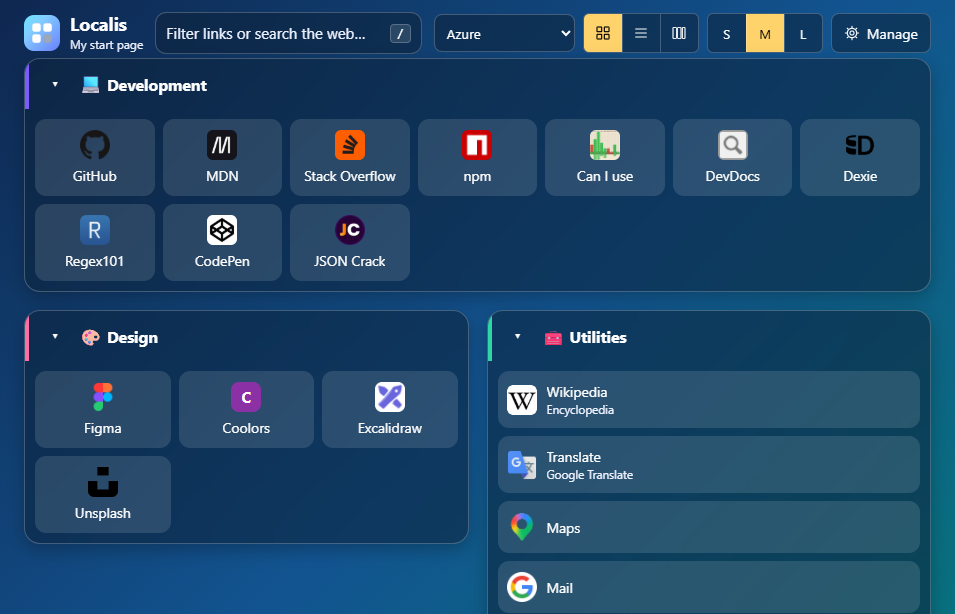 Localis
My start page
Filter links or search the web... /
Azure
S M L
Manage
Development
GitHub
MDN
Stack Overflow
npm
Can I use
DevDocs
Dexie
R
Regex101
CodePen
JC
JSON Crack
Design
Figma
C
Coolors
Excalidraw
Unsplash
Utilities
W
Wikipedia
Encyclopedia
G
Translate
Google Translate
Maps
G
Mail